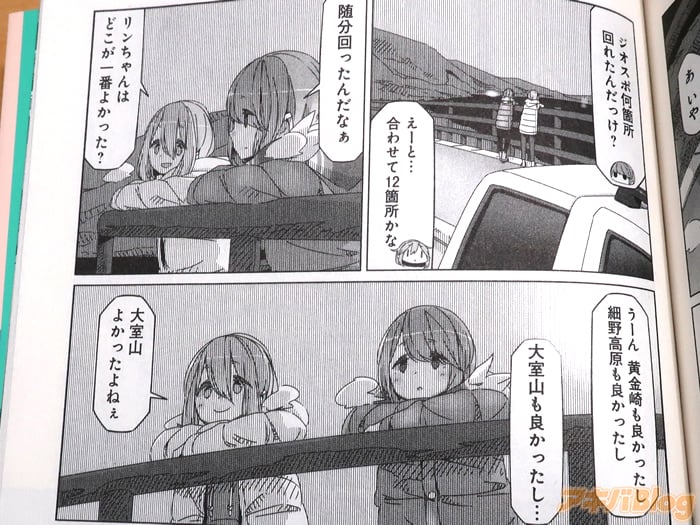 ジオスポ何箇所
回れたんだっけ?
えーと…
合わせて12箇所かな
随分回ったんだなぁ
リンちゃんは
どこが一番よかった?
うーん 黄金崎も良かったし
細野高原も良かったし
大室山も良かったし…
大室山
よかったよねぇ
あ、いや
アキバblog